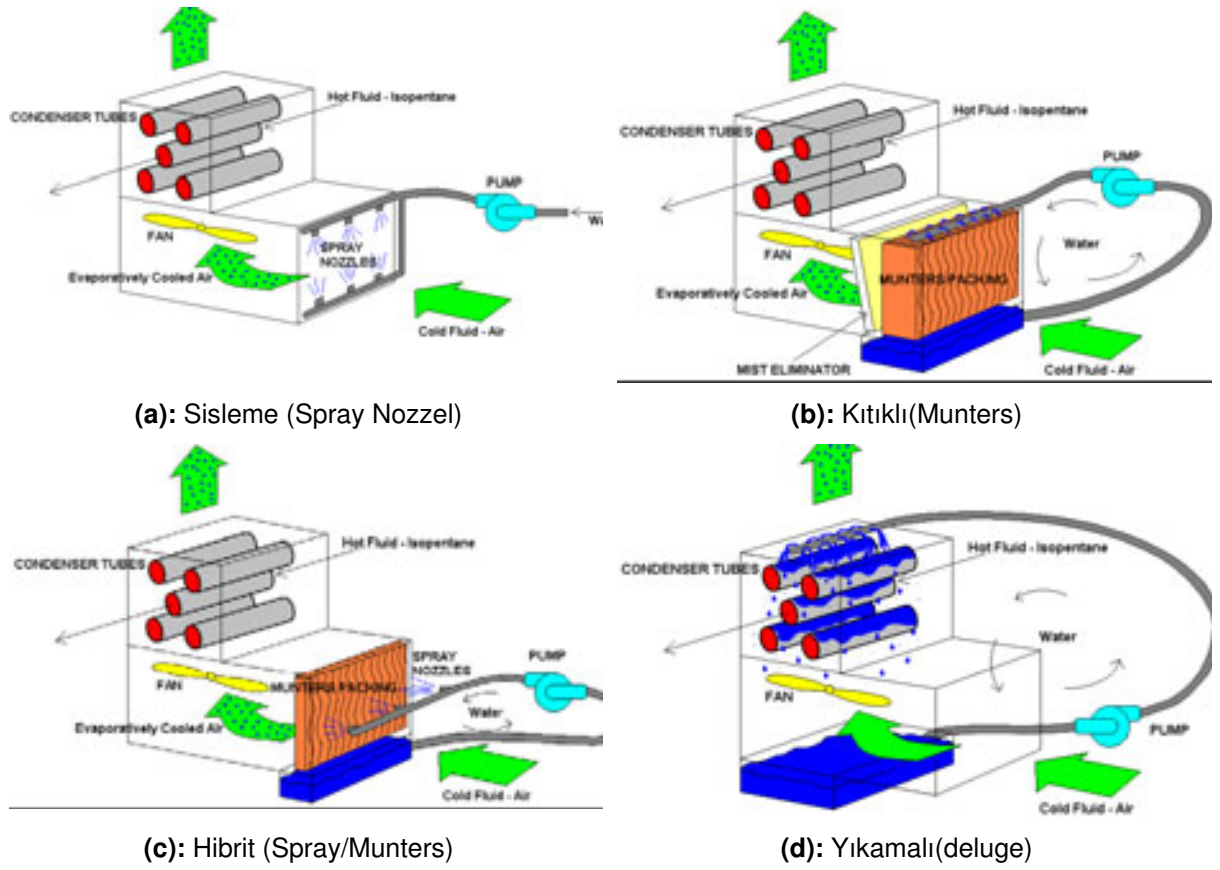 Hot Fluid - Isopentane
CONDENSER TUBES
PUMP
FAN
SPRAY
NOZZLES
Evaporatively Cooled Air
Cold Fluid - Air
(a): Sisleme (Spray Nozzel)
Hot Fluid - Isopentane
CONDENSER TUBES
PUMP
Water
FAN
MUNTERS PACKING
Evaporatively Cooled Air
MIST ELIMINATOR
Cold Fluid - Air
(b): Kıtıklı(Munters)
Hot Fluid - Isopentane
CONDENSER TUBES
SPRAY
NOZZLES
PUMP
FAN
MUNTERS PACKING
Water
Evaporatively Cooled Air
Cold Fluid - Air
(c): Hibrit (Spray/Munters)
Hot Fluid - Isopentane
CONDENSER TUBES
Water
FAN
PUMP
Cold Fluid - Air
(d): Yıkamalı(deluge)